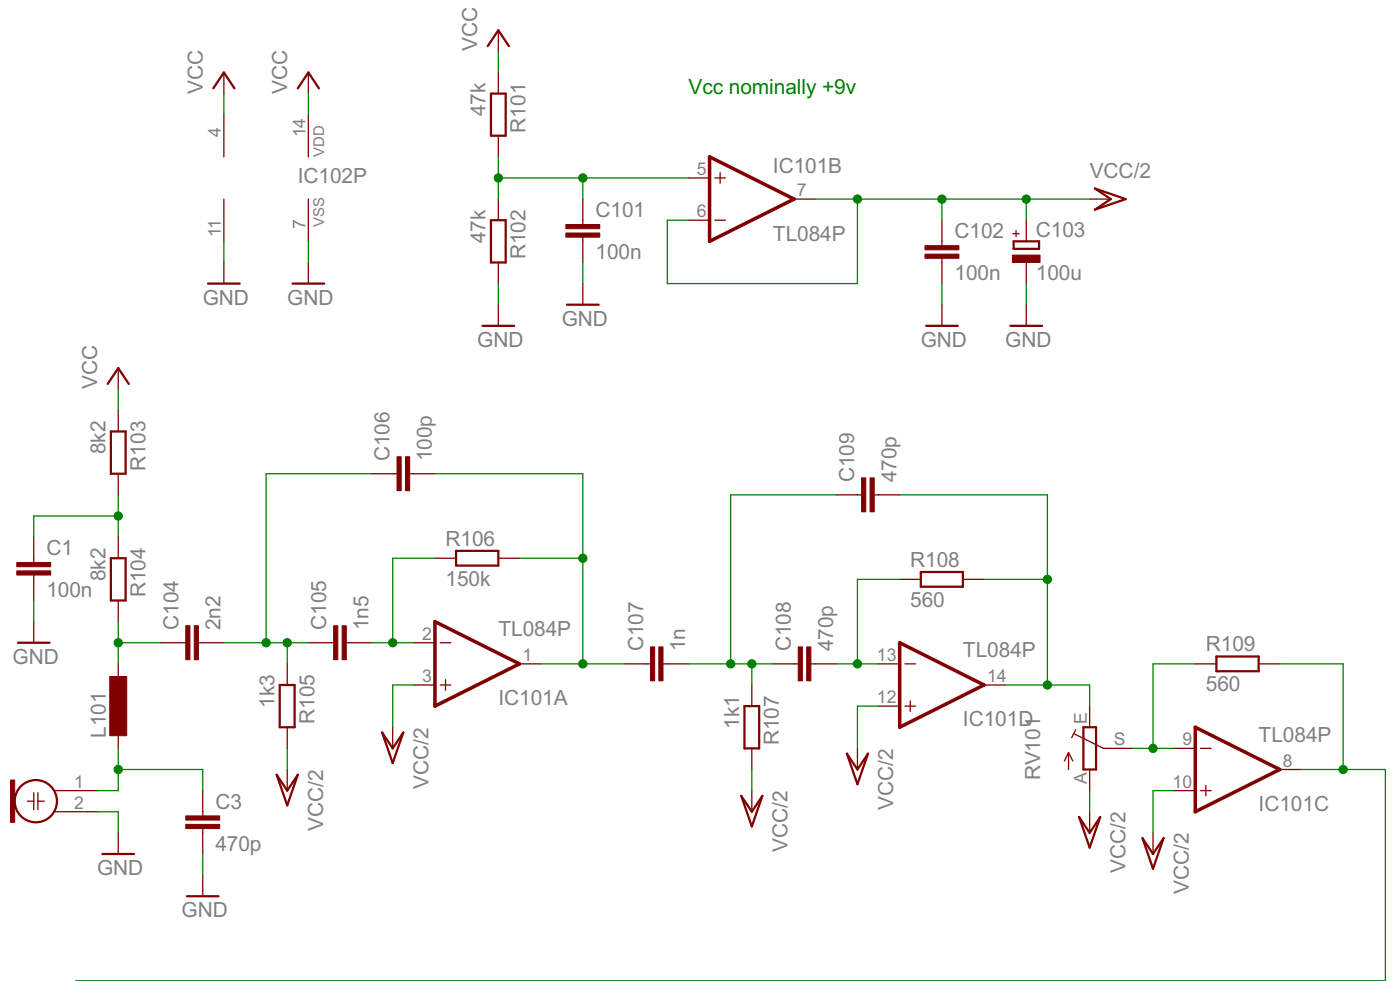 VCC
VCC
VCC
Vcc nominally +9v
47k
R101
4
14
VDD
IC102P
11
7
VSS
GND
GND
47k
R102
C101
100n
GND
GND
5
6
+
−
7
IC101B
TL084P
VCC/2
C102
100n
+
C103
100u
GND
GND
VCC
8k2
R103
C1
100n
GND
8k2
R104
C104
2n2
L101
1
2
GND
C3
470p
GND
C106
100p
R106
150k
C105
1n5
1k3
R105
VCC/2
2
3
−
+
1
TL084P
IC101A
VCC/2
C107
1n
C109
470p
R108
560
C108
470p
1k1
R107
VCC/2
13
12
−
+
14
TL084P
IC101D
VCC/2
RV101
E
A
S
VCC/2
R109
560
9
10
−
+
8
TL084P
IC101C
VCC/2